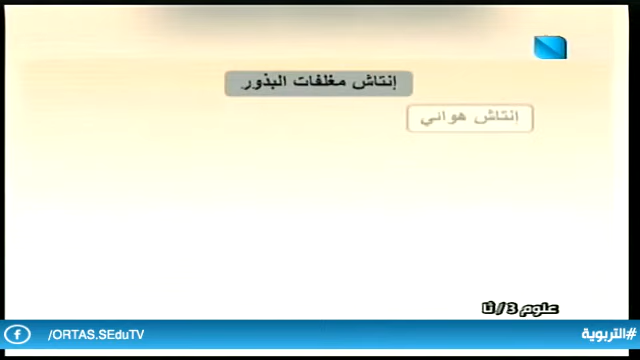 إنتاش مغلفات البذور.
انتاش هوائي
علوم 3 / ثا
#التربوية
/ORTAS.SEduTV